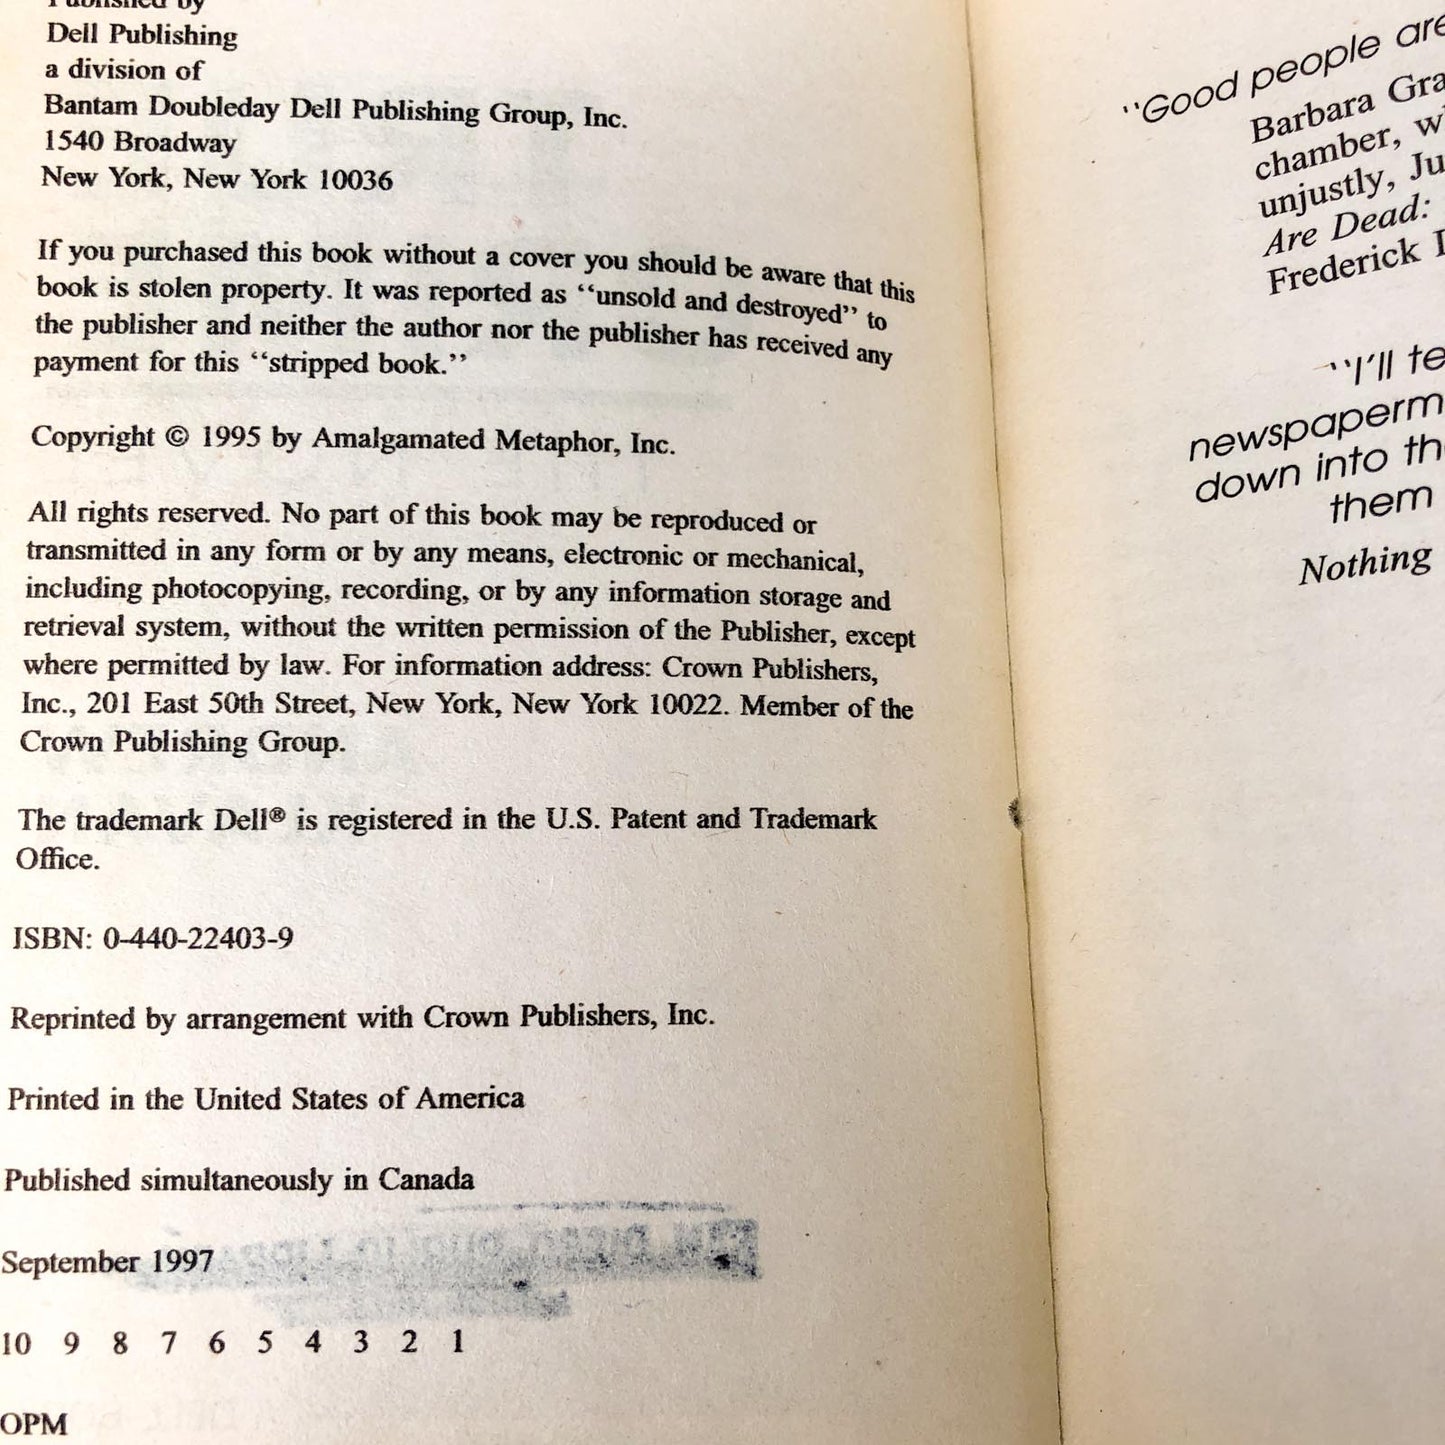 Published by
Dell Publishing
a division of
Bantam Doubleday Dell Publishing Group, Inc.
1540 Broadway
New York, New York 10036
If you purchased this book without a cover you should be aware that this
book is stolen property. It was reported as ‘‘unsold and destroyed’’ to
the publisher and neither the author nor the publisher has received any
payment for this ‘‘stripped book.’’
Copyright © 1995 by Amalgamated Metaphor, Inc.
All rights reserved. No part of this book may be reproduced or
transmitted in any form or by any means, electronic or mechanical,
including photocopying, recording, or by any information storage and
retrieval system, without the written permission of the Publisher, except
where permitted by law. For information address: Crown Publishers,
Inc., 201 East 50th Street, New York, New York 10022. Member of the
Crown Publishing Group.
The trademark Dell® is registered in the U.S. Patent and Trademark
Office.
ISBN: 0-440-22403-9
Reprinted by arrangement with Crown Publishers, Inc.
Printed in the United States of America
Published simultaneously in Canada
September 1997
10 9 8 7 6 5 4 3 2 1
OPM
‘‘Good people are
Barbara Gra
chamber, w
unjustly, Ju
Are Dead:
Frederick
‘‘I’ll te
newspaperm
down into th
them
Nothing